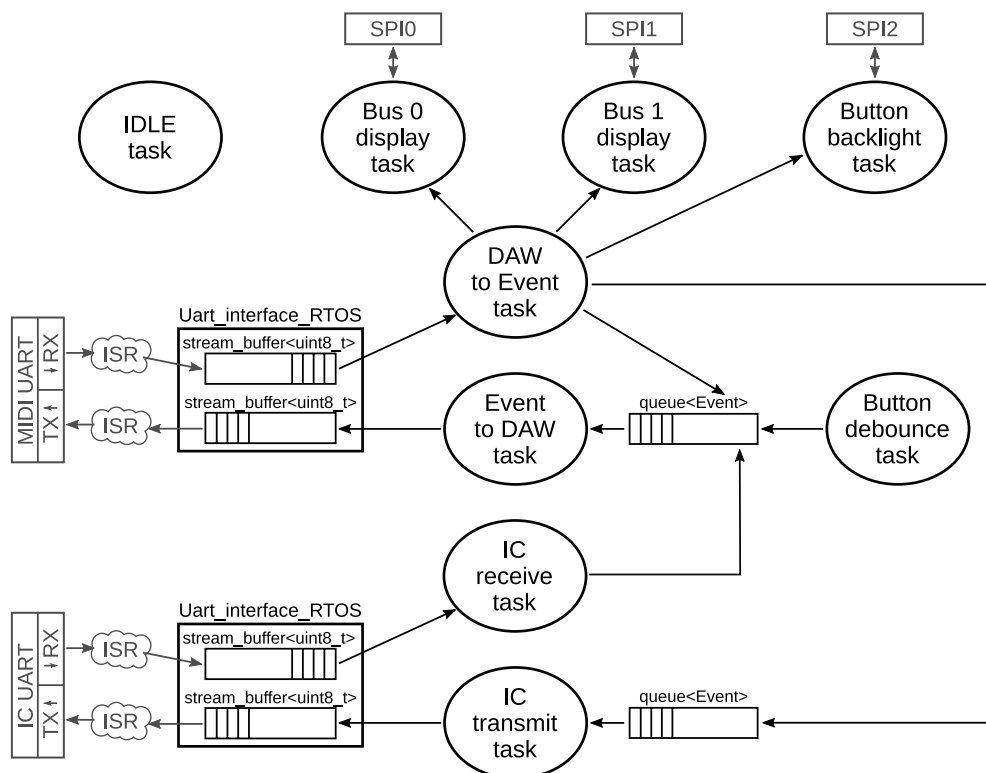 SPI0
SPI1
SPI2
IDLE
task
Bus 0
display
task
Bus 1
display
task
Button
backlight
task
DAW
to Event
task
Uart_interface_RTOS
stream_buffer<uint8_t>
stream_buffer<uint8_t>
MIDI UART
RX
TX
ISR
ISR
Event
to DAW
task
queue<Event>
Button
debounce
task
IC
receive
task
Uart_interface_RTOS
stream_buffer<uint8_t>
stream_buffer<uint8_t>
IC UART
RX
TX
ISR
ISR
IC
transmit
task
queue<Event>